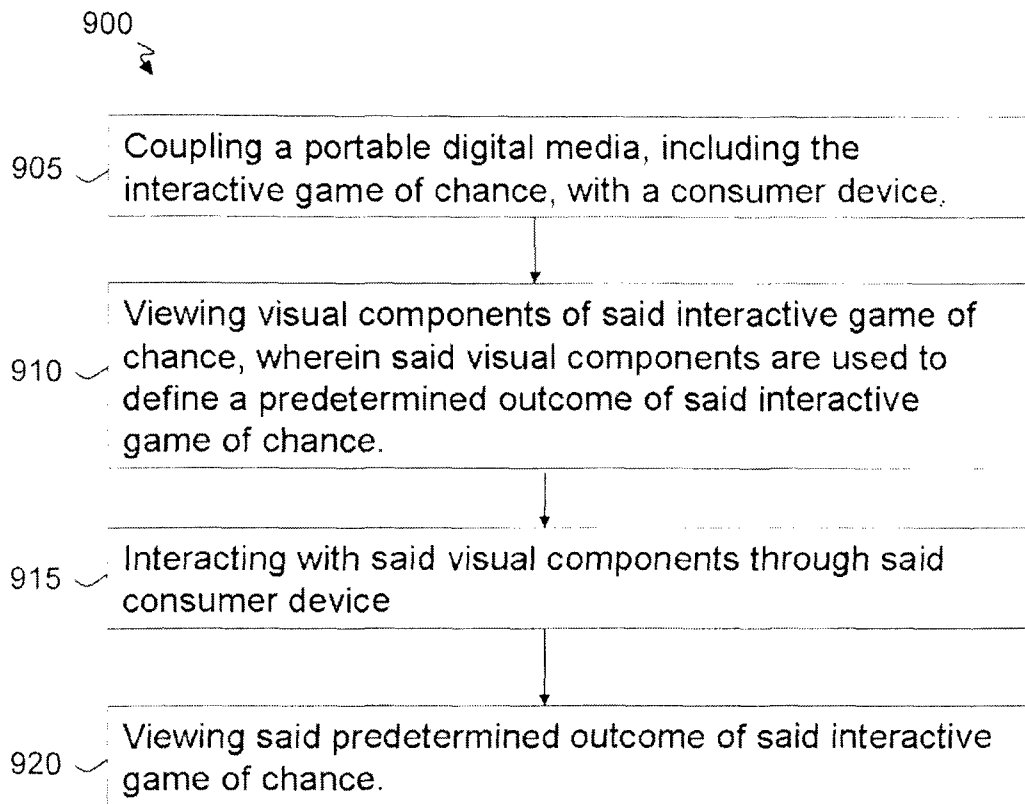 900
905
Coupling a portable digital media, including the
interactive game of chance, with a consumer device.
910
Viewing visual components of said interactive game of
chance, wherein said visual components are used to
define a predetermined outcome of said interactive
game of chance.
915
Interacting with said visual components through said
consumer device
920
Viewing said predetermined outcome of said interactive
game of chance.